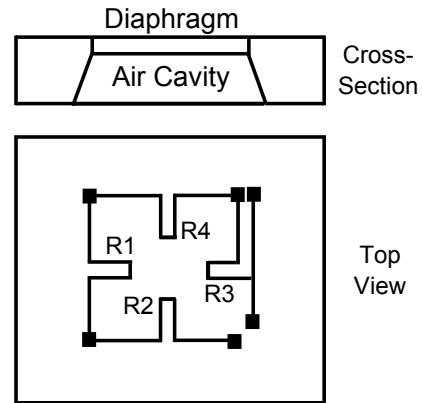 Diaphragm
Air Cavity
Cross-
Section
R1
R4
R2
R3
Top
View